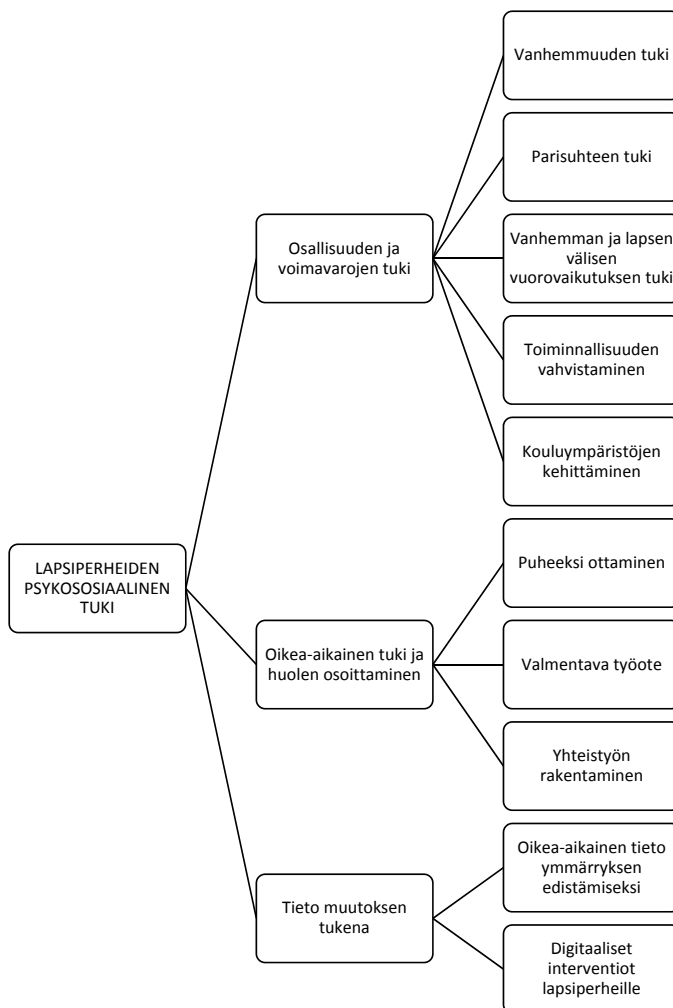 Vanhemmuuden tuki
Parisuhteen tuki
Osallisuuden ja
voimavarojen tuki
Vanhemman ja lapsen
välisen
vuorovaikutuksen tuki
Toiminnallisuuden
vahvistaminen
Kouluympäristöjen
kehittäminen
LAPSIPERHEIDEN
PSYKOSOSIAALINEN
TUKI
Puheeksi ottaminen
Oikea-aikainen tuki ja
huolen osoittaminen
Valmentava työote
Yhteistyön
rakentaminen
Tieto muutoksen
tukena
Oikea-aikainen tieto
ymmärryksen
edistämiseksi
Digitaaliset
interventiot
lapsiperheille